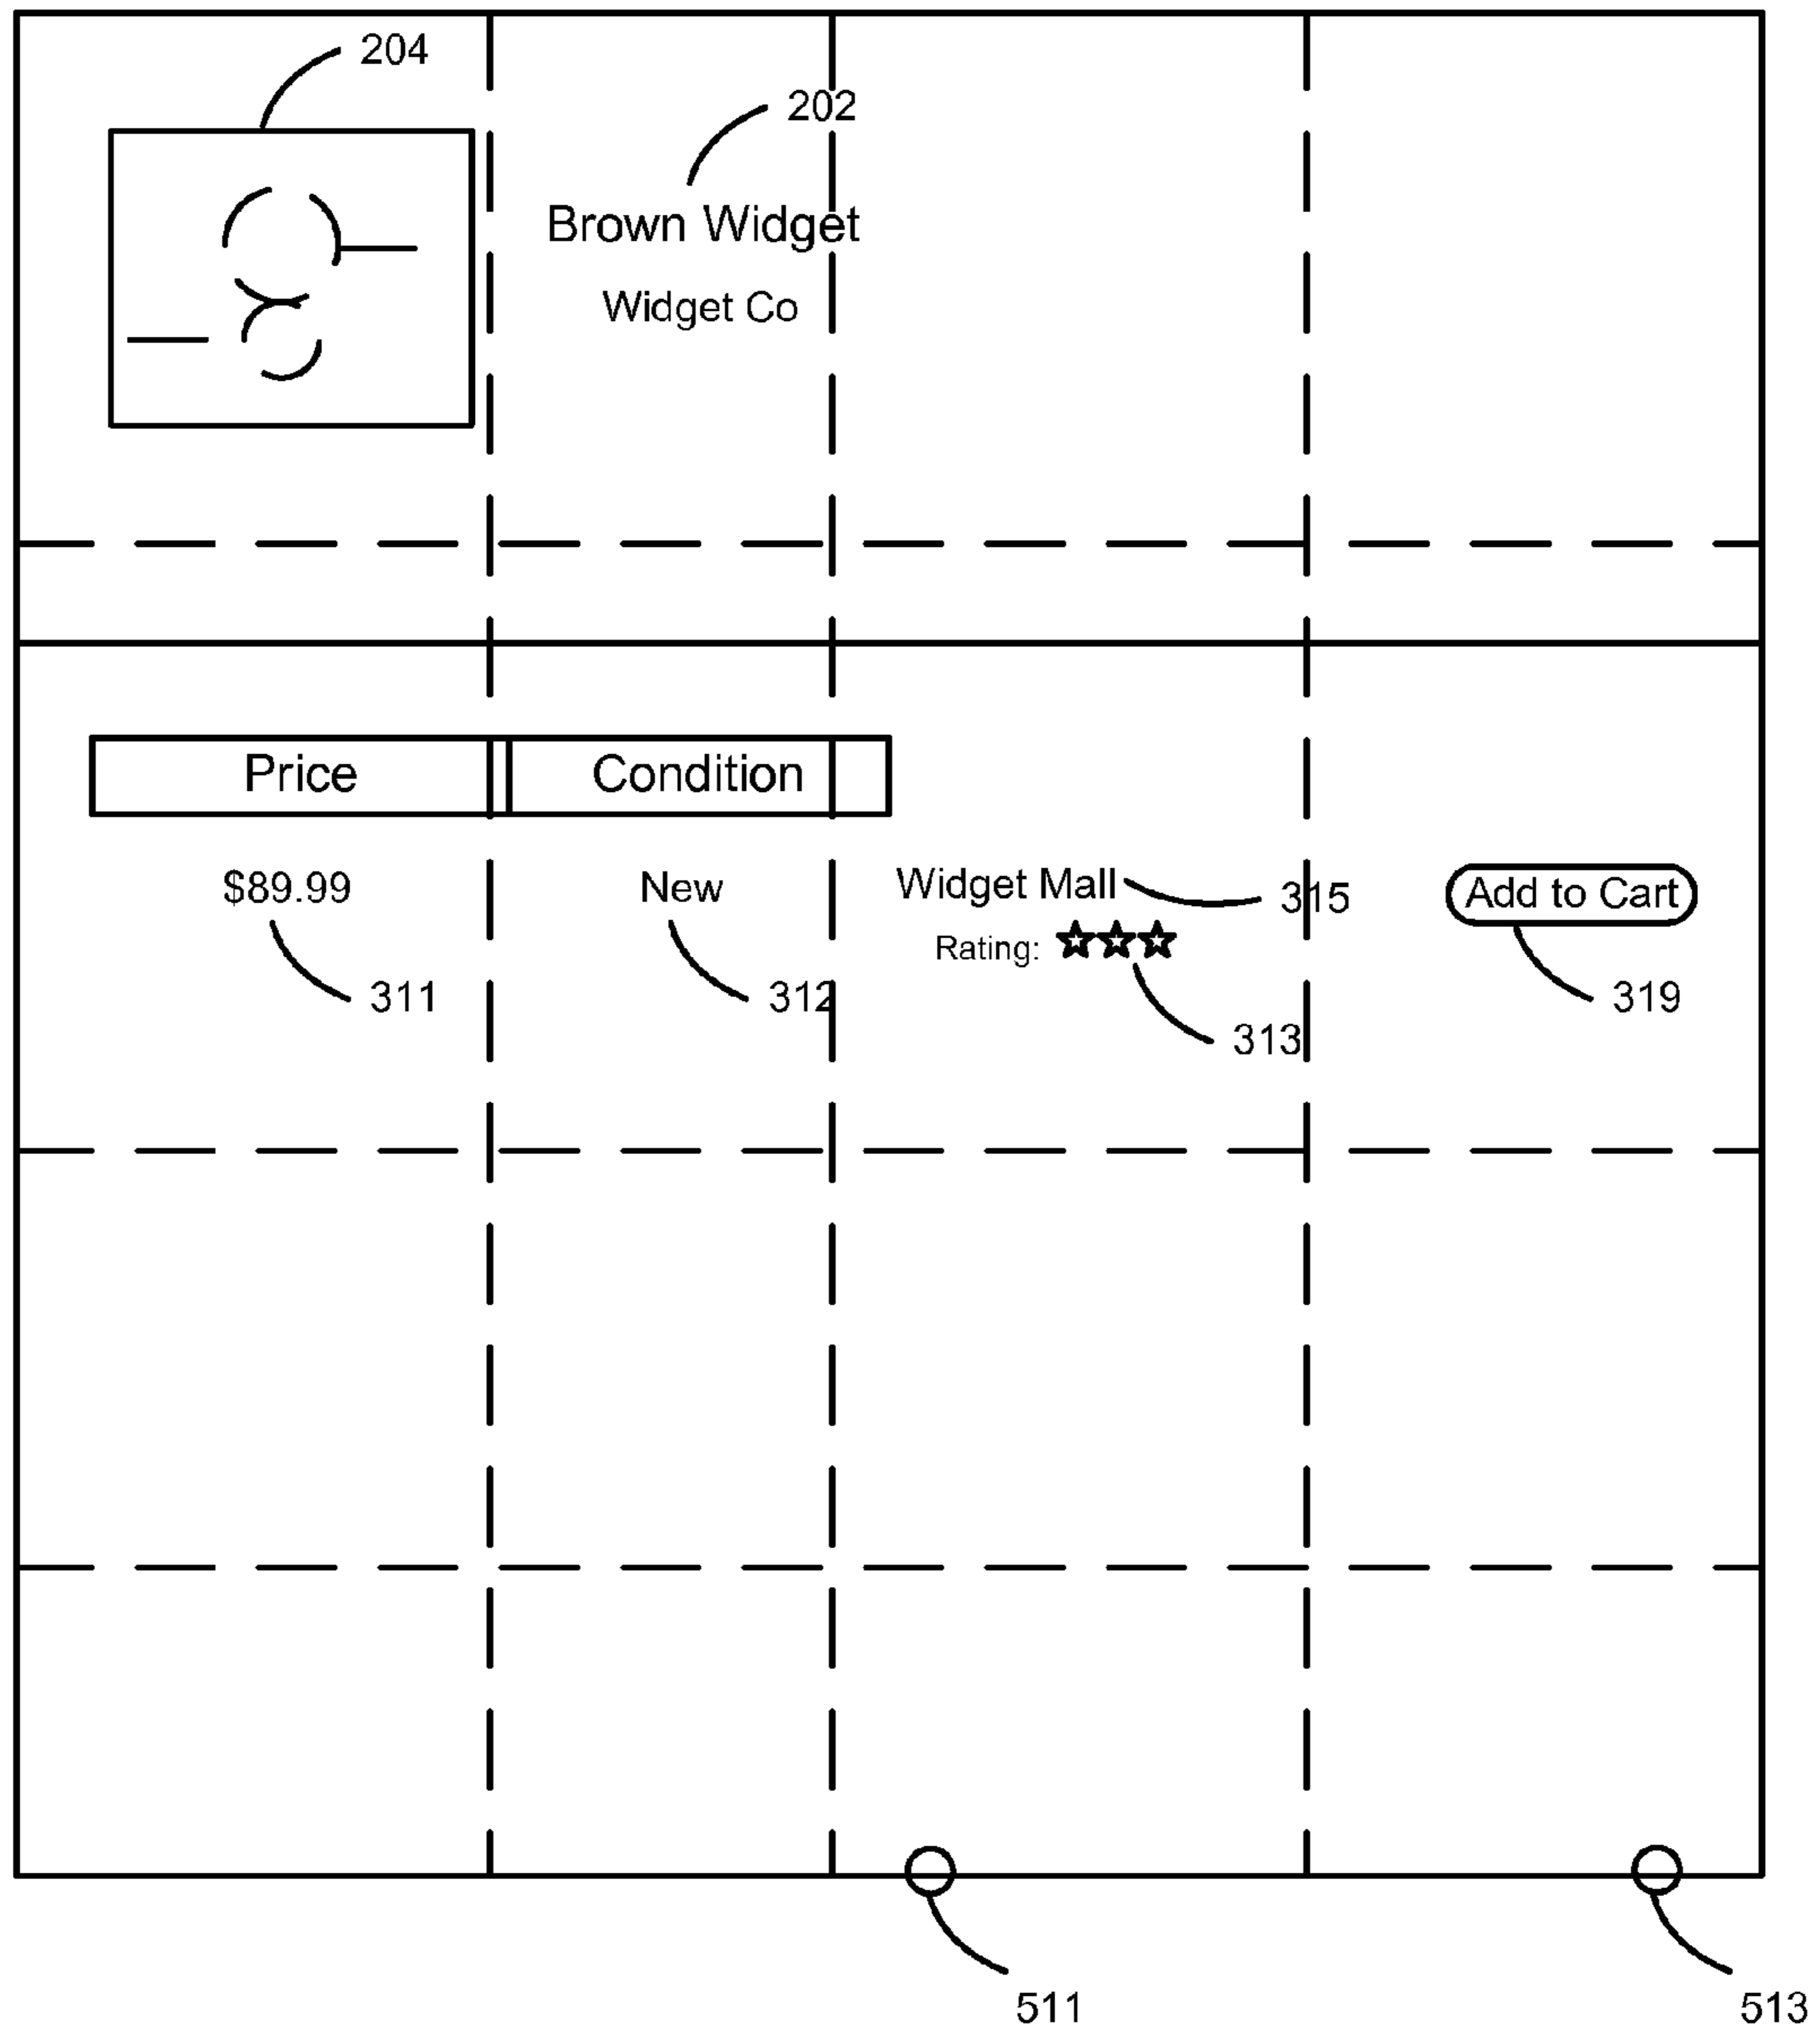 204
202
Brown Widget
Widget Co
Price Condition
$89.99 New Widget Mall 315 Add to Cart
Rating:
311 312 319
313
511 513